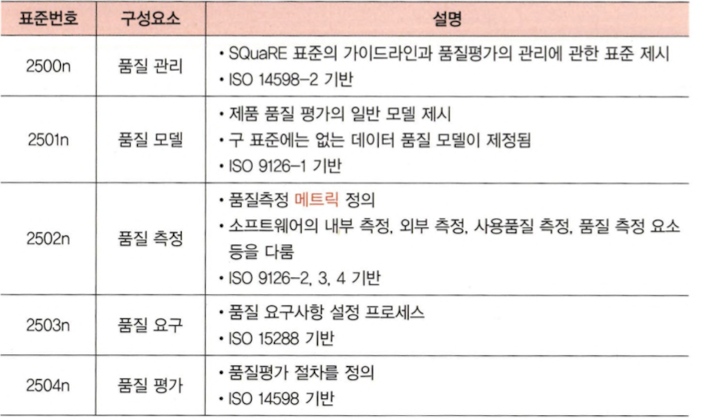 표준번호 구성요소 설명
2500n 품질 관리
• SQuaRE 표준의 가이드라인과 품질평가의 관리에 관한 표준 제시
• ISO 14598-2 기반
2501n 품질 모델
• 제품 품질 평가의 일반 모델 제시
• 구 표준에는 없는 데이터 품질 모델이 제정됨
• ISO 9126-1 기반
2502n 품질 측정
• 품질측정 메트릭 정의
• 소프트웨어의 내부 측정, 외부 측정, 사용품질 측정, 품질 측정 요소
등을 다룸
• ISO 9126-2, 3, 4 기반
2503n 품질 요구
• 품질 요구사항 설정 프로세스
• ISO 15288 기반
2504n 품질 평가
• 품질평가 절차를 정의
• ISO 14598 기반